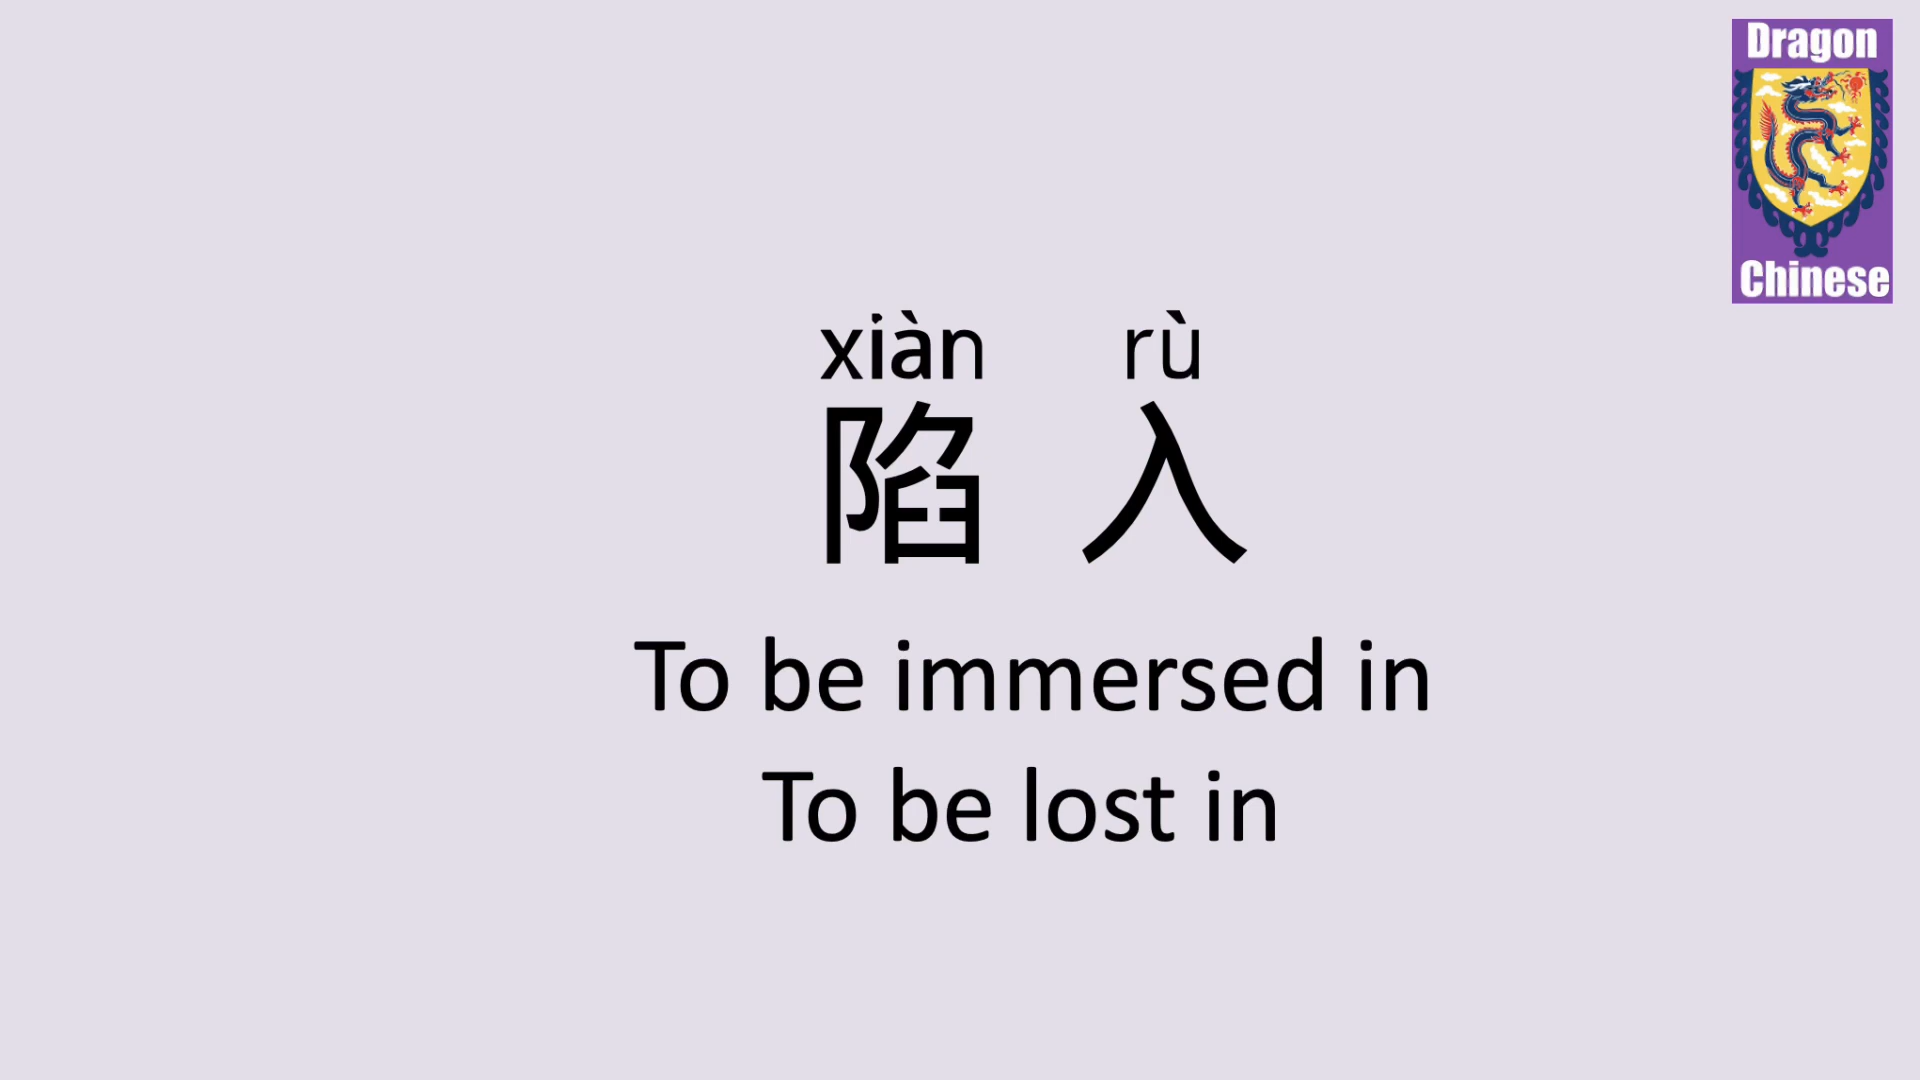 Dragon
Chinese
xiàn rù
陷 入
To be immersed in
To be lost in